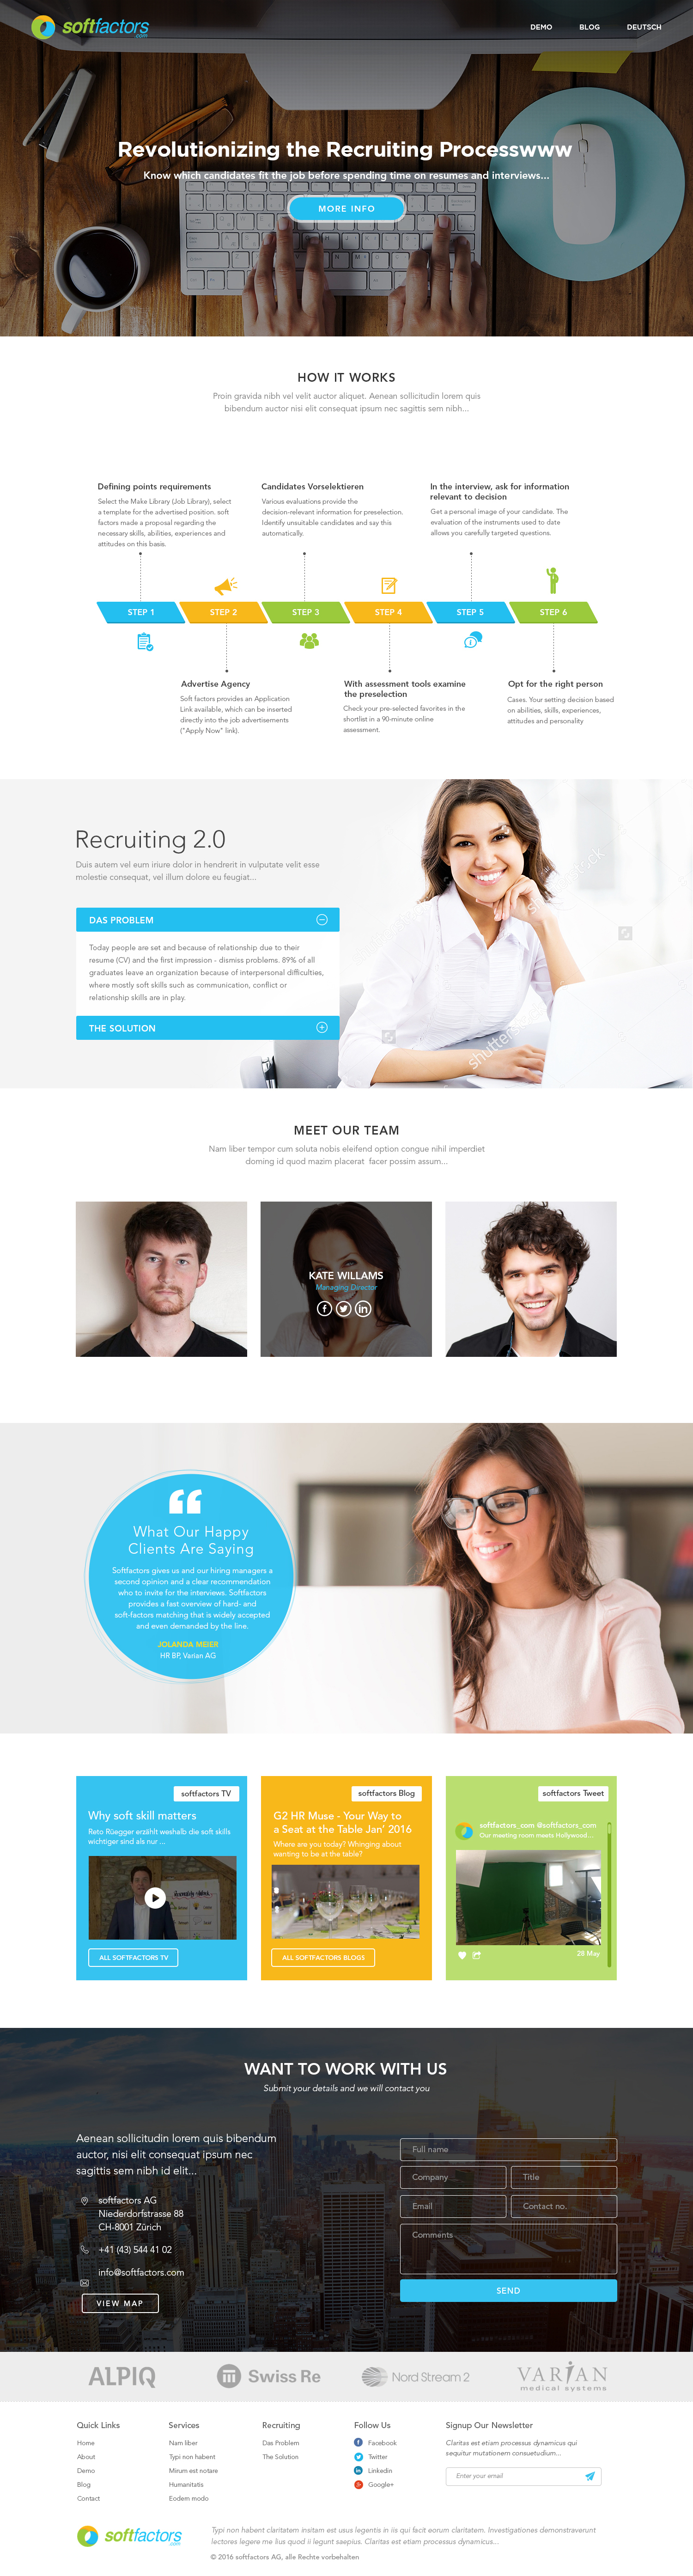 softfactors
.com
DEMO BLOG DEUTSCH
Revolutionizing the Recruiting Processwww
Know which candidates fit the job before spending time on resumes and interviews...
MORE INFO
HOW IT WORKS
Proin gravida nibh vel velit auctor aliquet. Aenean sollicitudin lorem quis
bibendum auctor nisi elit consequat ipsum nec sagittis sem nibh...
Defining points requirements
Select the Make Library (Job Library), select
a template for the advertised position. soft
factors made a proposal regarding the
necessary skills, abilities, experiences and
attitudes on this basis.
Candidates Vorselektieren
Various evaluations provide the
decision-relevant information for preselection.
Identify unsuitable candidates and say this
automatically.
In the interview, ask for information
relevant to decision
Get a personal image of your candidate. The
evaluation of the instruments used to date
allows you carefully targeted questions.
STEP 1 STEP 2 STEP 3 STEP 4 STEP 5 STEP 6
Advertise Agency
Soft factors provides an Application
Link available, which can be inserted
directly into the job advertisements
("Apply Now" link).
With assessment tools examine
the preselection
Check your pre-selected favorites in the
shortlist in a 90-minute online
assessment.
Opt for the right person
Cases. Your setting decision based
on abilities, skills, experiences,
attitudes and personality
Recruiting 2.0
Duis autem vel eum iriure dolor in hendrerit in vulputate velit esse
molestie consequat, vel illum dolore eu feugiat...
DAS PROBLEM
Today people are set and because of relationship due to their
resume (CV) and the first impression - dismiss problems. 89% of all
graduates leave an organization because of interpersonal difficulties,
where mostly soft skills such as communication, conflict or
relationship skills are in play.
THE SOLUTION
MEET OUR TEAM
Nam liber tempor cum soluta nobis eleifend option congue nihil imperdiet
doming id quod mazim placerat facer possim assum...
KATE WILLAMS
Managing Director
What Our Happy
Clients Are Saying
Softfactors gives us and our hiring managers a
second opinion and a clear recommendation
who to invite for the interviews. Softfactors
provides a fast overview of hard- and
soft-factors matching that is widely accepted
and even demanded by the line.
JOLANDA MEIER
HR BP, Varian AG
softfactors TV
Why soft skill matters
Reto Rüegger erzählt weshalb die soft skills
wichtiger sind als nur ...
ALL SOFTFACTORS TV
softfactors Blog
G2 HR Muse - Your Way to
a Seat at the Table Jan' 2016
Where are you today? Whinging about
wanting to be at the table?
ALL SOFTFACTORS BLOGS
softfactors Tweet
softfactors_com @softfactors_com
Our meeting room meets Hollywood...
28 May
WANT TO WORK WITH US
Submit your details and we will contact you
Aenean sollicitudin lorem quis bibendum
auctor, nisi elit consequat ipsum nec
sagittis sem nibh id elit...
softfactors AG
Niederdorfstrasse 88
CH-8001 Zürich
+41 (43) 544 41 02
info@softfactors.com
VIEW MAP
Full name
Company Title
Email Contact no.
Comments
SEND
ALPIQ
Swiss Re
Nord Stream 2
VARIAN
medical systems
Quick Links
Home
About
Demo
Blog
Contact
Services
Nam liber
Typi non habent
Mirum est notare
Humanitatis
Eodem modo
Recruiting
Das Problem
The Solution
Follow Us
Facebook
Twitter
Linkedin
Google+
Signup Our Newsletter
Claritas est etiam processus dynamicus qui
sequitur mutationem consuetudium...
Enter your email
softfactors
.com
Typi non habent claritatem insitam est usus legentis in iis qui facit eorum claritatem. Investigationes demonstraverunt
lectores legere me lius quod ii legunt saepius. Claritas est etiam processus dynamicus...
© 2016 softfactors AG, alle Rechte vorbehalten